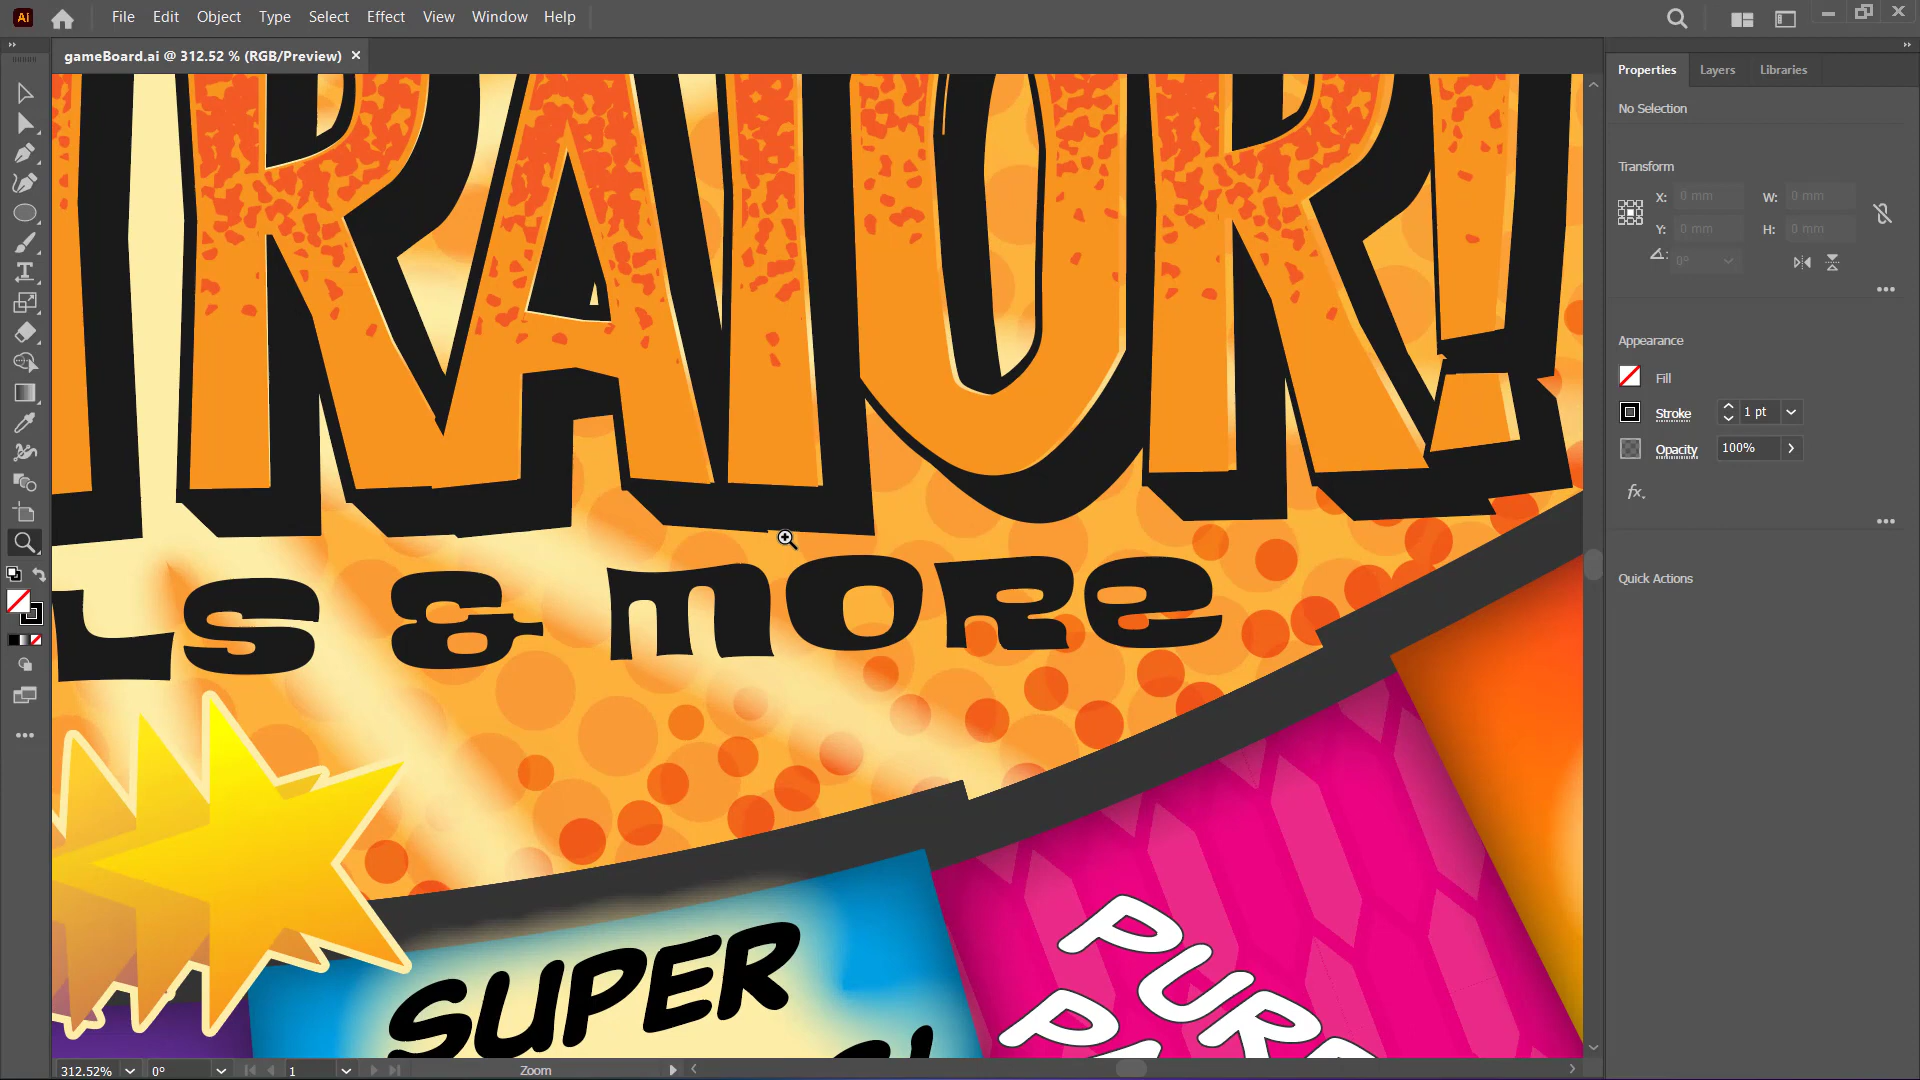 Ai File Edit Object Type Select Effect View Window Help
gameBoard.ai @ 312.52 % (RGB/Preview) ×
Properties Layers Libraries
No Selection
Transform
X: 0 mm W: 0 mm
Y: 0 mm H: 0 mm
0°
Appearance
Fill
Stroke 1 pt
Opacity 100%
fx.
Quick Actions
RATOR!
LS & MORE
SUPER
PURR
312.52% 0° 1 Zoom